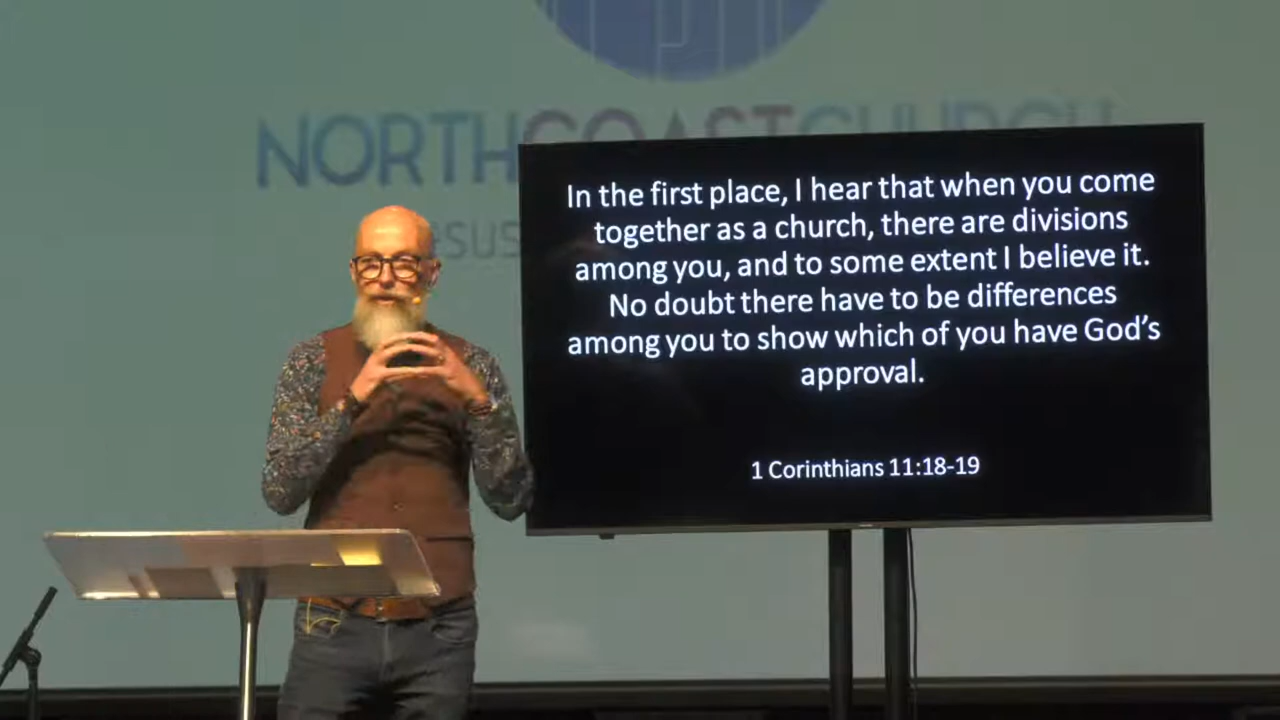 NORTHCOASTCHURCH
In the first place, I hear that when you come
together as a church, there are divisions
among you, and to some extent I believe it.
No doubt there have to be differences
among you to show which of you have God’s
approval.
1 Corinthians 11:18-19